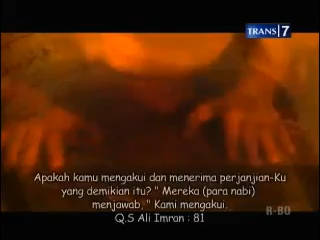 TRANS 7
Apakah kamu mengakui dan menerima perjanjian-Ku
yang demikian itu? " Mereka (para nabi)
menjawab, " Kami mengakui.
Q.S Ali Imran : 81
R-BO